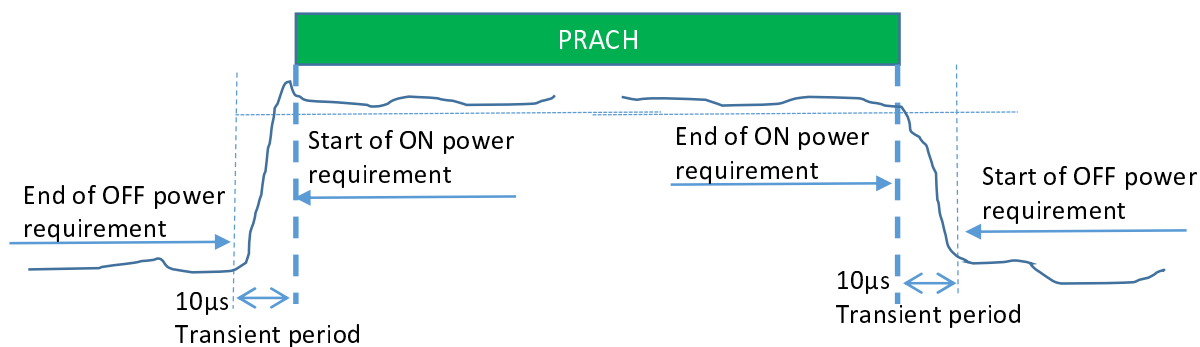 PRACH
Start of ON power
requirement
End of ON power
requirement
End of OFF power
requirement
Start of OFF power
requirement
10µs
Transient period
10µs
Transient period